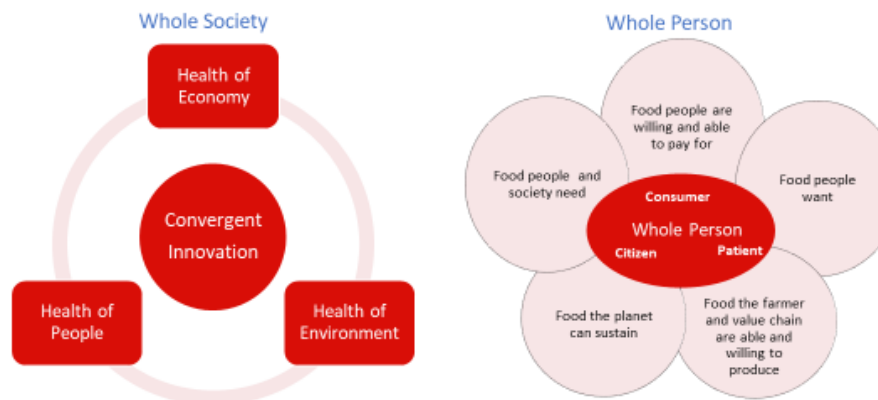 Whole Society
Health of
Economy
Convergent
Innovation
Health of
People
Health of
Environment
Whole Person
Food people are
willing and able
to pay for
Food people and
society need
Food people
want
Consumer
Whole Person
Citizen
Patient
Food the planet
can sustain
Food the farmer
and value chain
are able and
willing to
produce